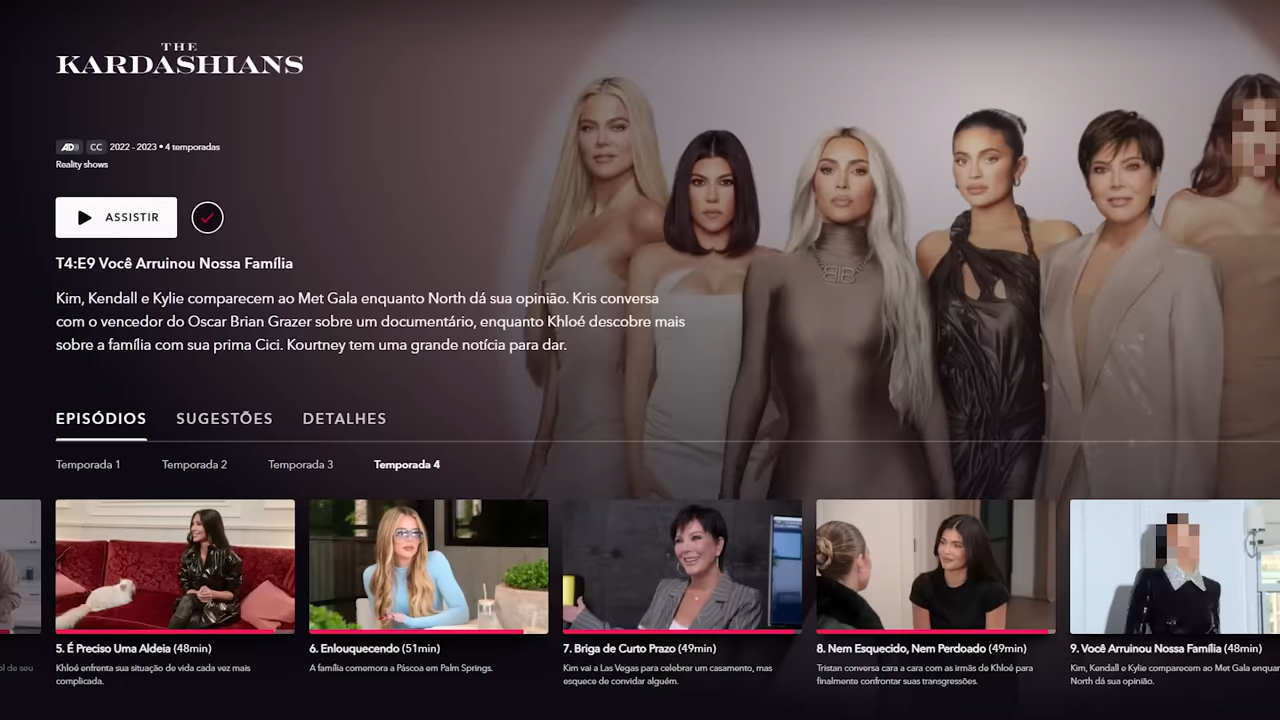 THE
KARDASHIANS
AD CC 2022 - 2023 • 4 temporadas
Reality shows
ASSISTIR
T4:E9 Você Arruinou Nossa Família
Kim, Kendall e Kylie comparecem ao Met Gala enquanto North dá sua opinião. Kris conversa
com o vencedor do Oscar Brian Grazer sobre um documentário, enquanto Khloé descobre mais
sobre a família com sua prima Cici. Kourtney tem uma grande notícia para dar.
EPISÓDIOS SUGESTÕES DETALHES
Temporada 1 Temporada 2 Temporada 3 Temporada 4
de seu
5. É Preciso Uma Aldeia (48min)
Khloé enfrenta sua situação de vida cada vez mais
complicada.
6. Enlouquecendo (51min)
A família comemora a Páscoa em Palm Springs.
7. Briga de Curto Prazo (49min)
Kim vai a Las Vegas para celebrar um casamento, mas
esquece de convidar alguém.
8. Nem Esquecido, Nem Perdoado (49min)
Tristan conversa cara a cara com as irmãs de Khloé para
finalmente confrontar suas transgressões.
9. Você Arruinou Nossa Família (48min)
Kim, Kendall e Kylie comparecem ao Met Gala
North dá sua opinião.